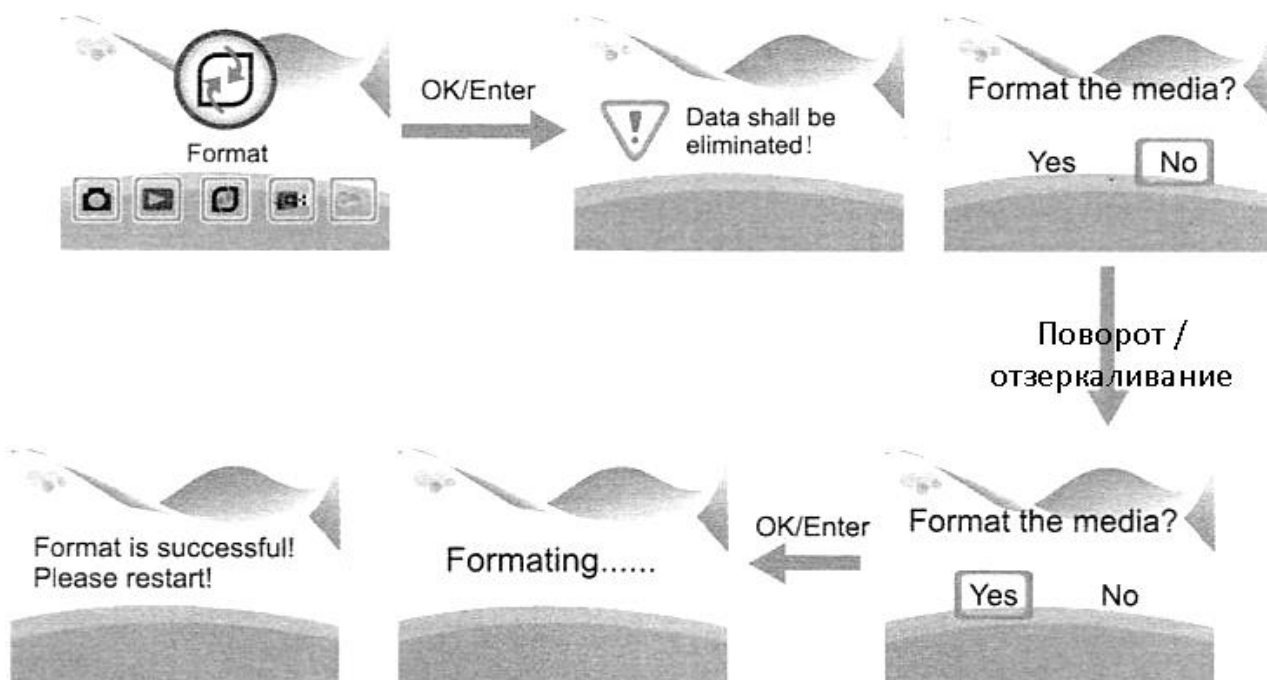 Format
OK/Enter
Data shall be
eliminated!
Format the media?
Yes
No
Поворот /
отзеркаливание
Format the media?
Yes
No
OK/Enter
Formating......
Format is successful!
Please restart!